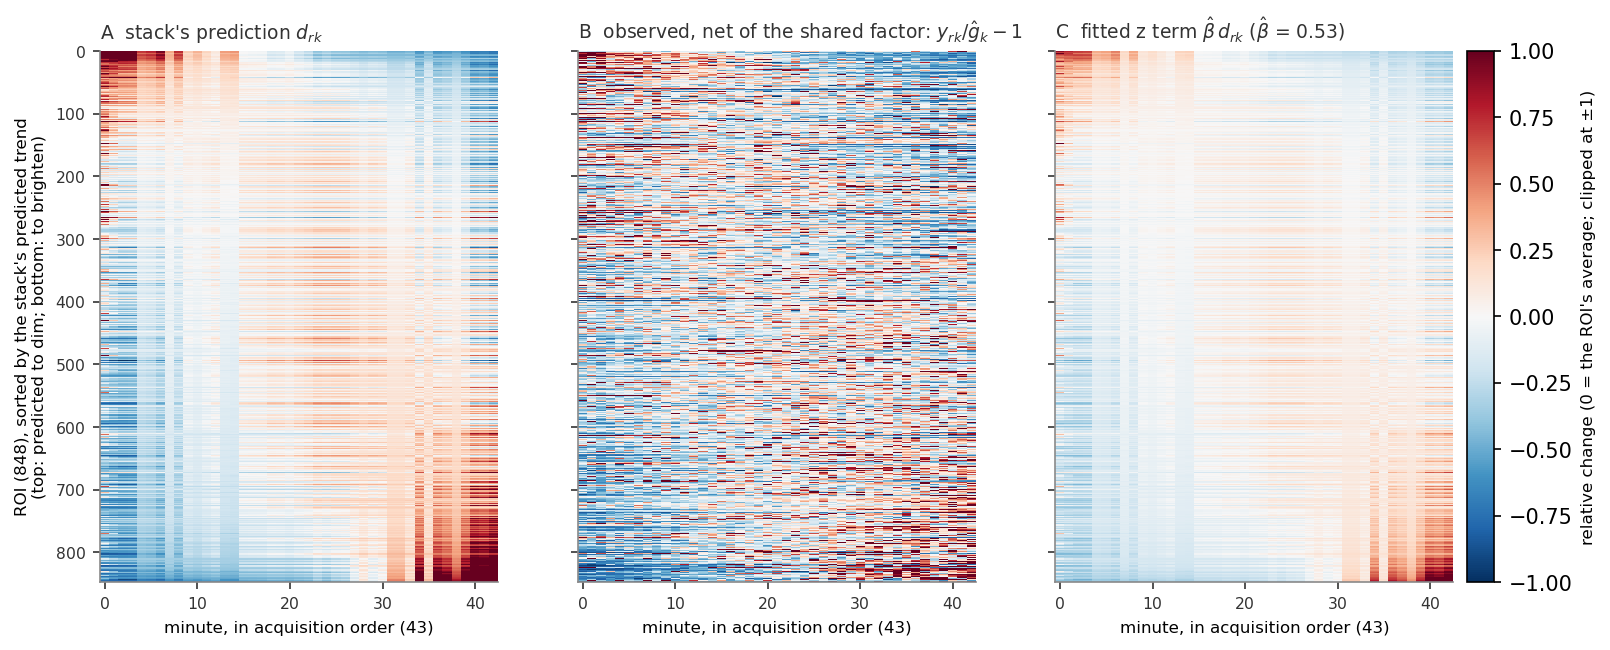 A  stack's prediction d_rk
B  observed, net of the shared factor: y_rk/ĝ_k − 1
C  fitted z term β̂ d_rk (β̂ = 0.53)
ROI (848), sorted by the stack's predicted trend
(top: predicted to dim; bottom: to brighten)
0
100
200
300
400
500
600
700
800
0 10 20 30 40
minute, in acquisition order (43)
0 10 20 30 40
minute, in acquisition order (43)
0 10 20 30 40
minute, in acquisition order (43)
1.00
0.75
0.50
0.25
0.00
−0.25
−0.50
−0.75
−1.00
relative change (0 = the ROI's average; clipped at ±1)